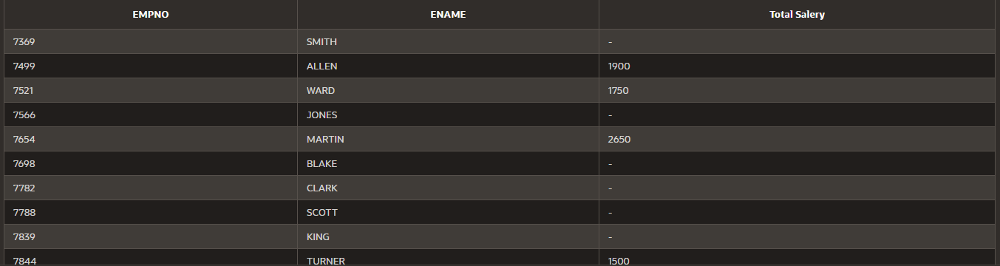 EMPNO ENAME Total Salery
7369 SMITH -
7499 ALLEN 1900
7521 WARD 1750
7566 JONES -
7654 MARTIN 2650
7698 BLAKE -
7782 CLARK -
7788 SCOTT -
7839 KING -
7844 TURNER 1500